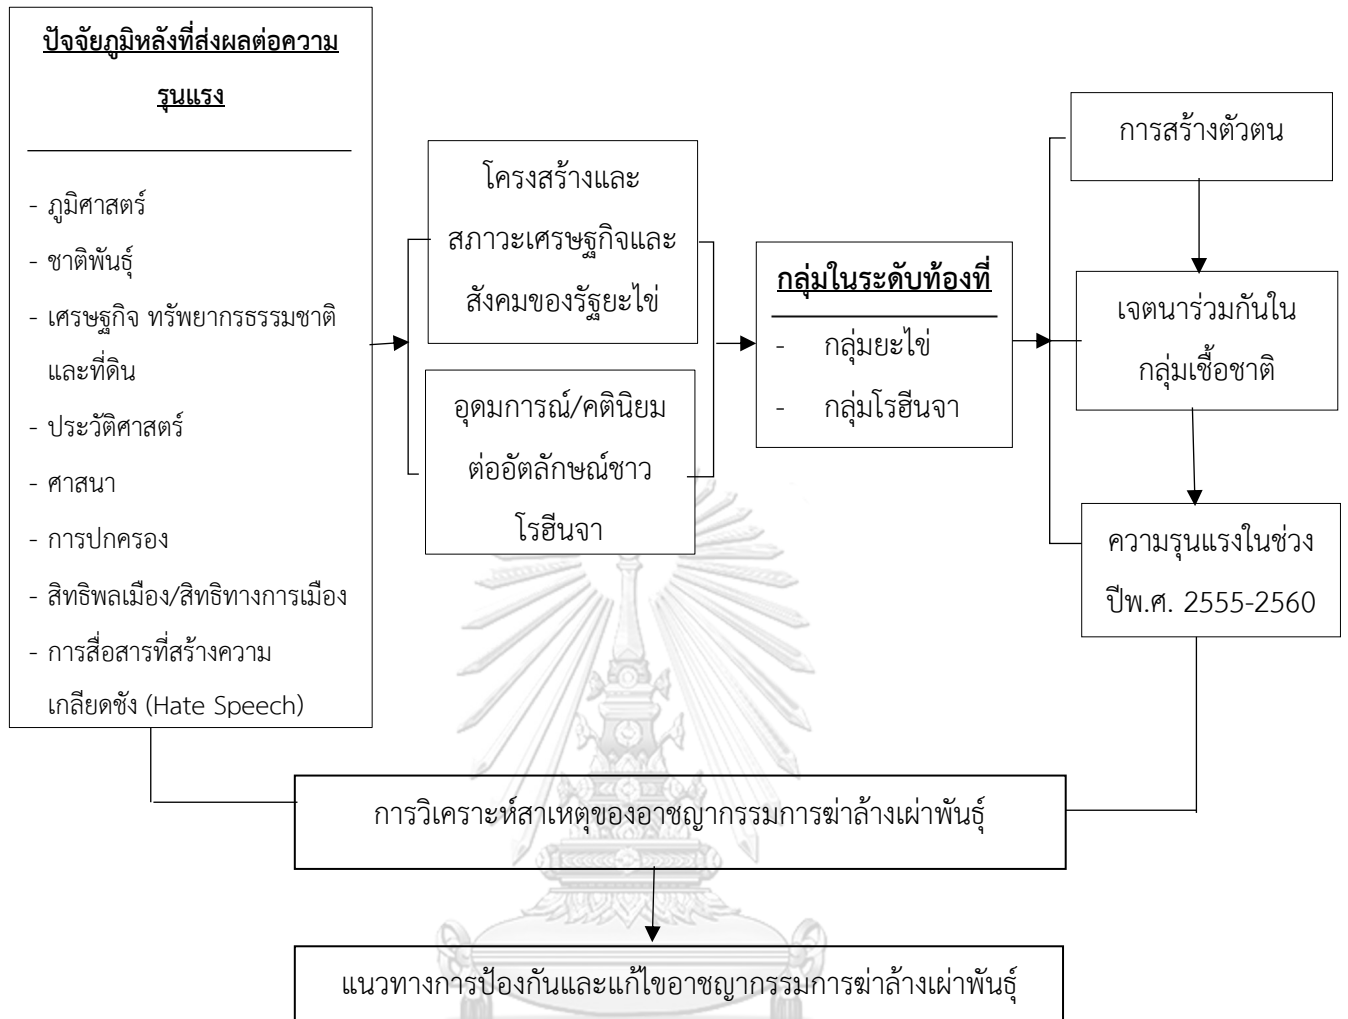 ปัจจัยภูมิหลังที่ส่งผลต่อความ
รุนแรง
- ภูมิศาสตร์
- ชาติพันธุ์
- เศรษฐกิจ ทรัพยากรธรรมชาติ
และที่ดิน
- ประวัติศาสตร์
- ศาสนา
- การปกครอง
- สิทธิพลเมือง/สิทธิทางการเมือง
- การสื่อสารที่สร้างความ
เกลียดชัง (Hate Speech)
โครงสร้างและ
สภาวะเศรษฐกิจและ
สังคมของรัฐยะไข่
อุดมการณ์/คตินิยม
ต่ออัตลักษณ์ชาว
โรฮีนจา
กลุ่มในระดับท้องที่
- กลุ่มยะไข่
- กลุ่มโรฮีนจา
การสร้างตัวตน
เจตนาร่วมกันใน
กลุ่มเชื้อชาติ
ความรุนแรงในช่วง
ปีพ.ศ. 2555-2560
การวิเคราะห์สาเหตุของอาชญากรรมการฆ่าล้างเผ่าพันธุ์
แนวทางการป้องกันและแก้ไขอาชญากรรมการฆ่าล้างเผ่าพันธุ์